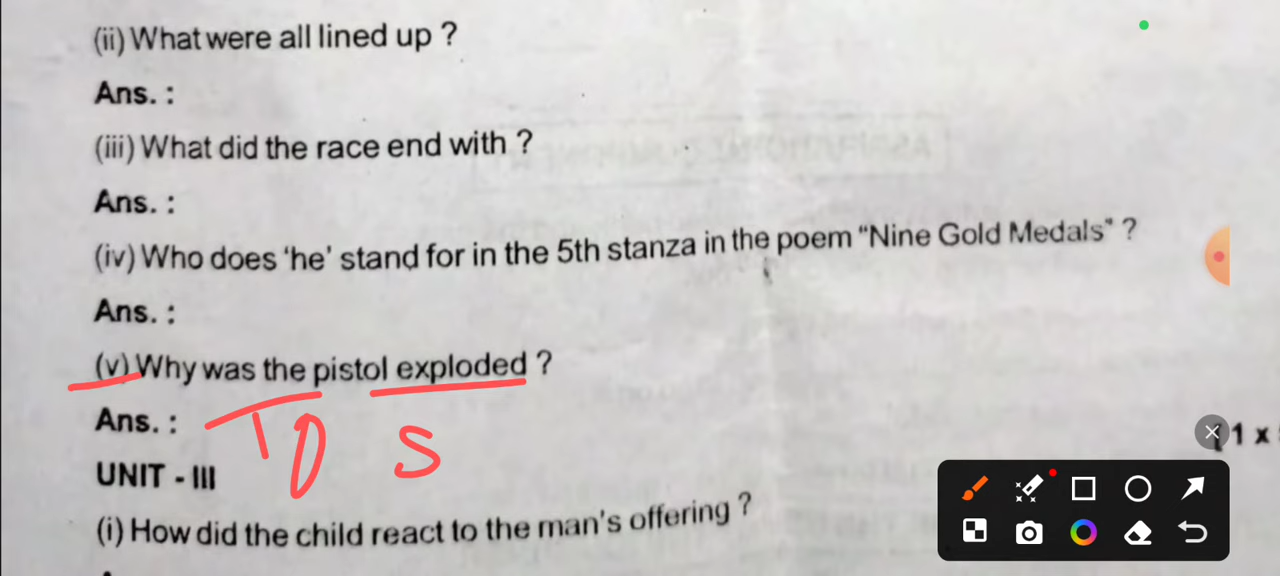 (ii) What were all lined up ?
Ans. :
(iii) What did the race end with ?
Ans. :
(iv) Who does 'he' stand for in the 5th stanza in the poem "Nine Gold Medals" ?
Ans. :
(v) Why was the pistol exploded ?
Ans. : To s
UNIT - III
(1 x
(i) How did the child react to the man's offering ?